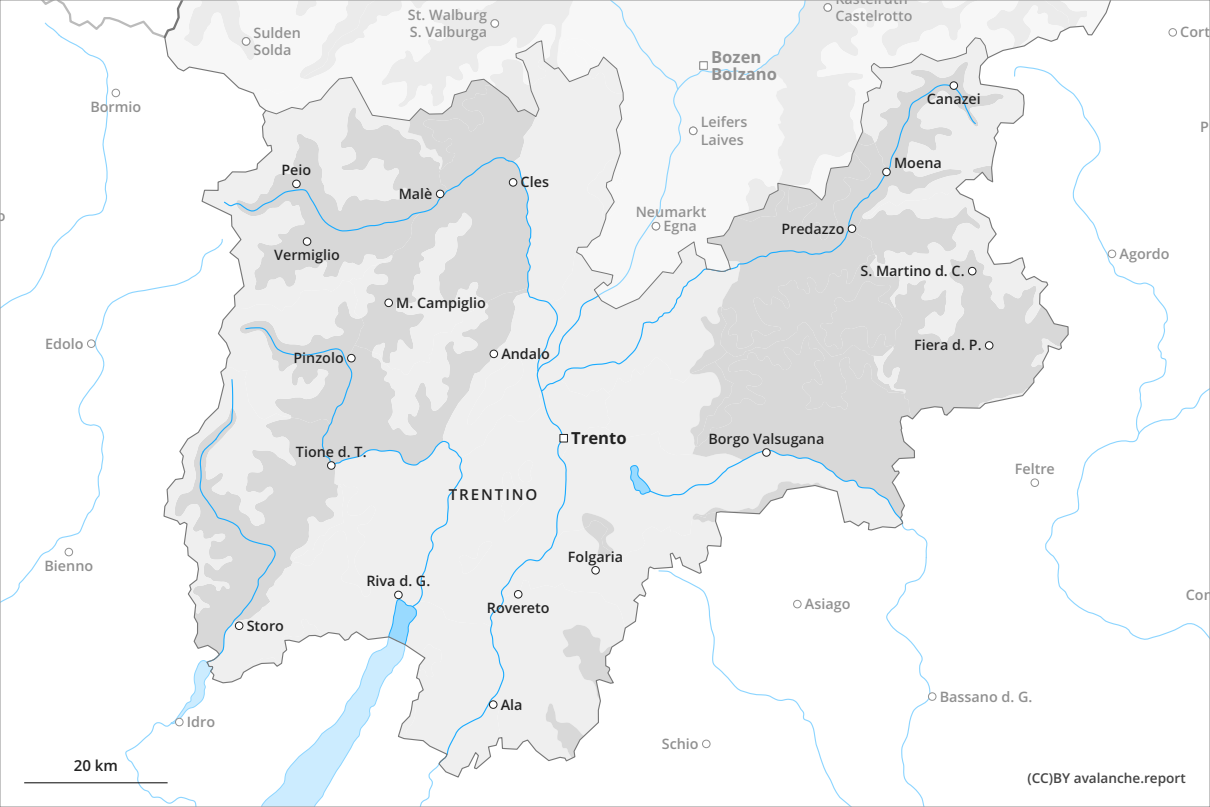 Kastelruth
Castelrotto
St. Walburg
S. Valburga
Sulden
Solda
Cort
Bozen
Bolzano
Bormio
Canazei
Leifers
Laives
P
Moena
Peio
Malè
Cles
Neumarkt
Egna
Predazzo
Vermiglio
Agordo
S. Martino d. C.
M. Campiglio
Edolo
Fiera d. P.
Pinzolo
Andalo
Trento
Borgo Valsugana
Tione d. T.
Feltre
TRENTINO
Folgaria
Bienno
Riva d. G.
Rovereto
Asiago
Cor
Storo
Bassano d. G.
Ala
Idro
Schio
20 km
(CC)BY avalanche.report